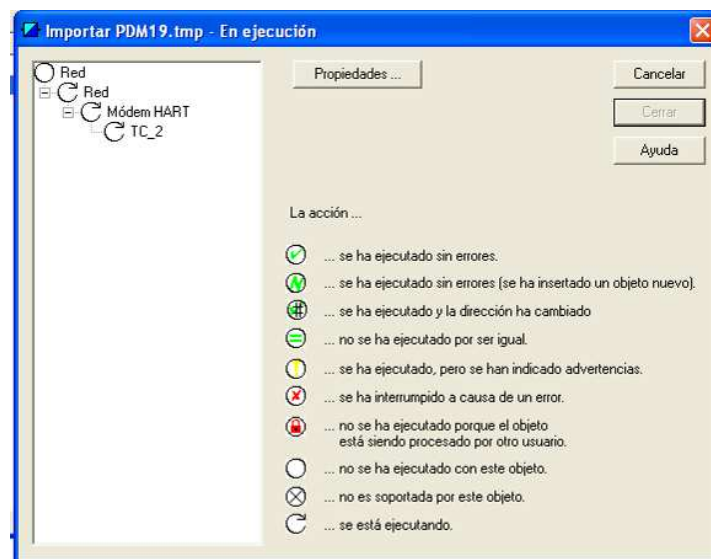 Importar PDM19.tmp - En ejecución
Red
Red
Módem HART
TC_2
Propiedades ...
Cancelar
Cerrar
Ayuda
La acción ...
... se ha ejecutado sin errores.
... se ha ejecutado sin errores (se ha insertado un objeto nuevo).
... se ha ejecutado y la dirección ha cambiado
... no se ha ejecutado por ser igual.
... se ha ejecutado, pero se han indicado advertencias.
... se ha interrumpido a causa de un error.
... no se ha ejecutado porque el objeto
está siendo procesado por otro usuario.
... no se ha ejecutado con este objeto.
... no es soportada por este objeto.
... se está ejecutando.